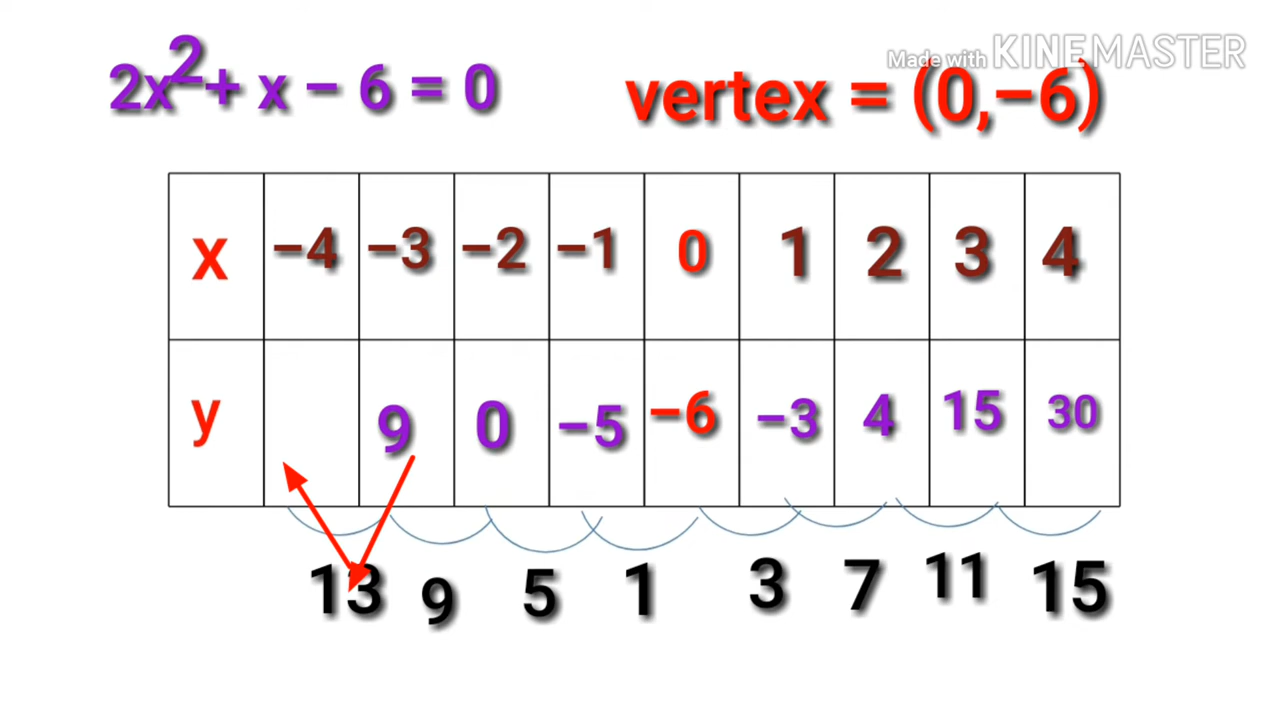 Made with KINEMASTER
2x²+ x − 6 = 0
vertex = (0,−6)
x −4 −3 −2 −1 0 1 2 3 4
y 9 0 −5 −6 −3 4 15 30
13 9 5 1 3 7 11 15